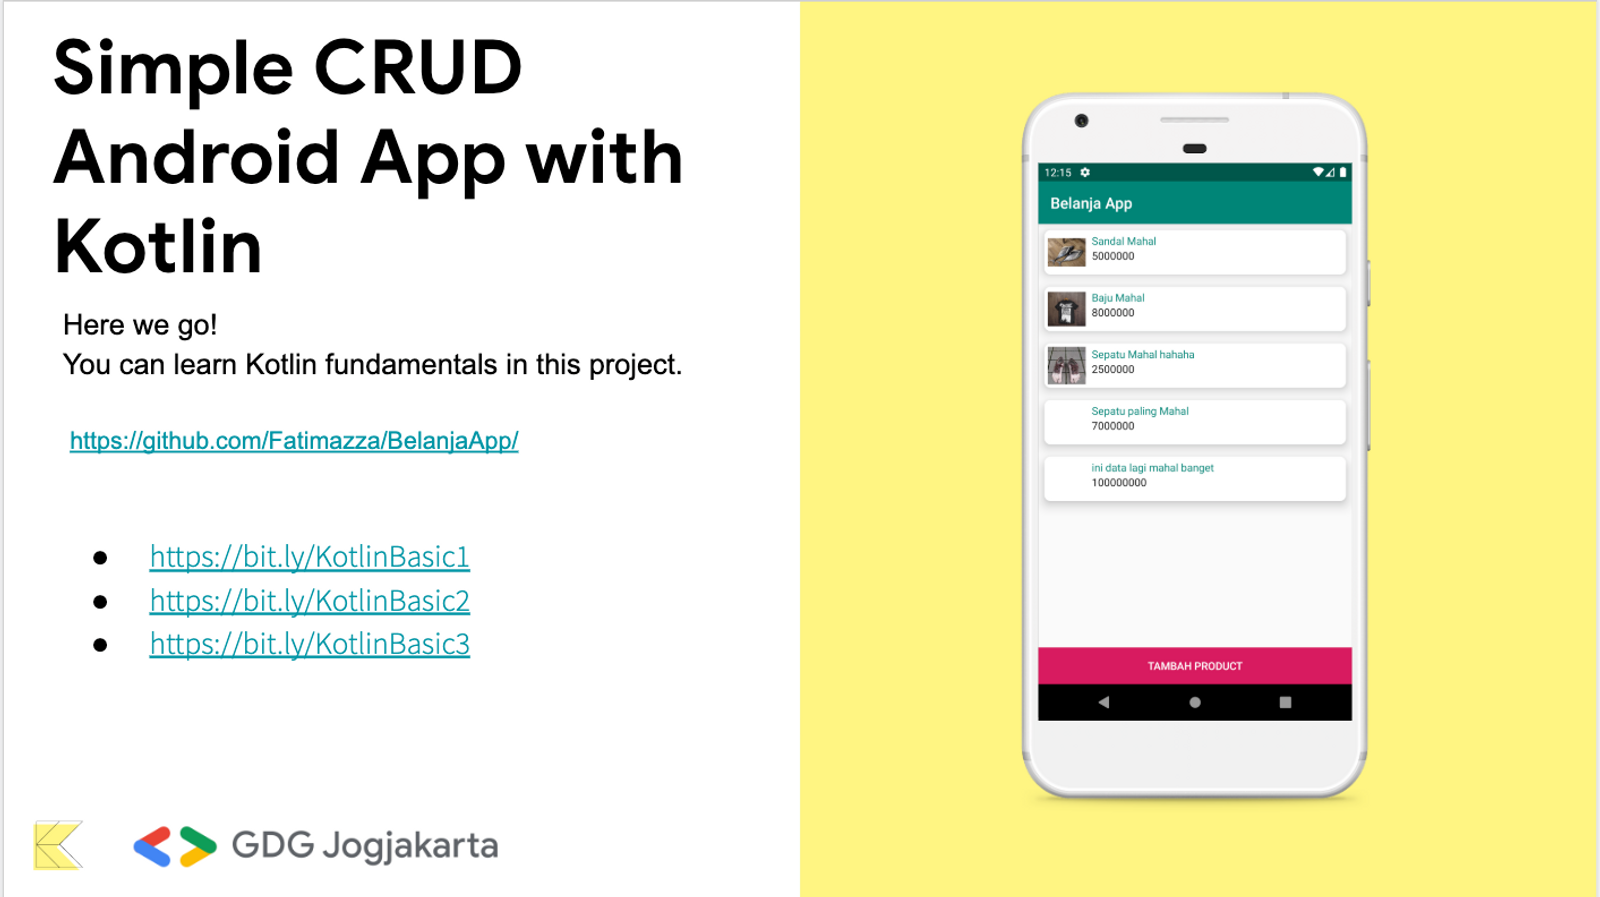 Simple CRUD
Android App with
Kotlin
Here we go!
You can learn Kotlin fundamentals in this project.
https://github.com/Fatimazza/BelanjaApp/
https://bit.ly/KotlinBasic1
https://bit.ly/KotlinBasic2
https://bit.ly/KotlinBasic3
GDG Jogjakarta
12:15
Belanja App
Sandal Mahal
5000000
Baju Mahal
8000000
Sepatu Mahal hahaha
2500000
Sepatu paling Mahal
7000000
ini data lagi mahal banget
100000000
TAMBAH PRODUCT